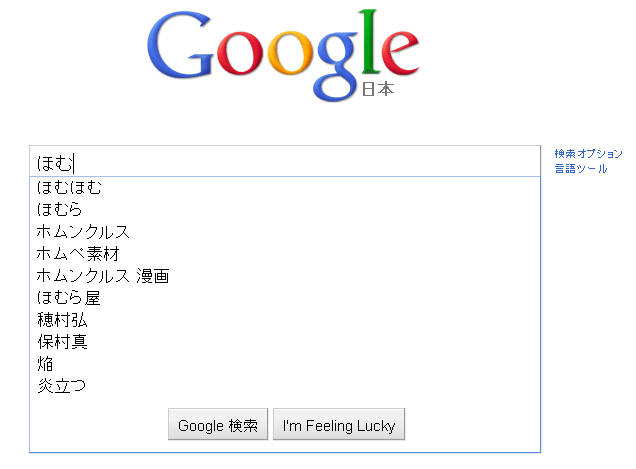 Google
日本
ほむ
検索オプション
言語ツール
ほむほむ
ほむら
ホムンクルス
ホムペ素材
ホムンクルス 漫画
ほむら屋
穂村弘
保村真
焔
炎立つ
Google 検索
I'm Feeling Lucky